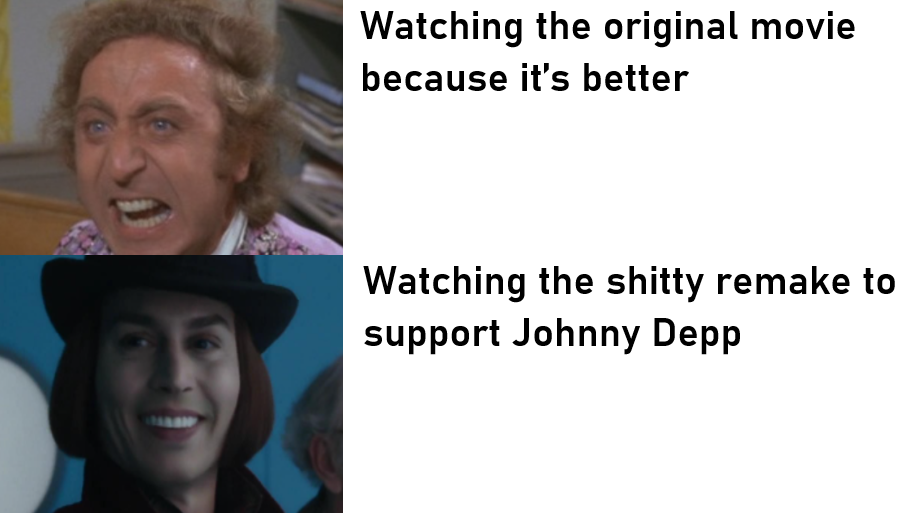 Watching the original movie
because it’s better
Watching the shitty remake to
support Johnny Depp